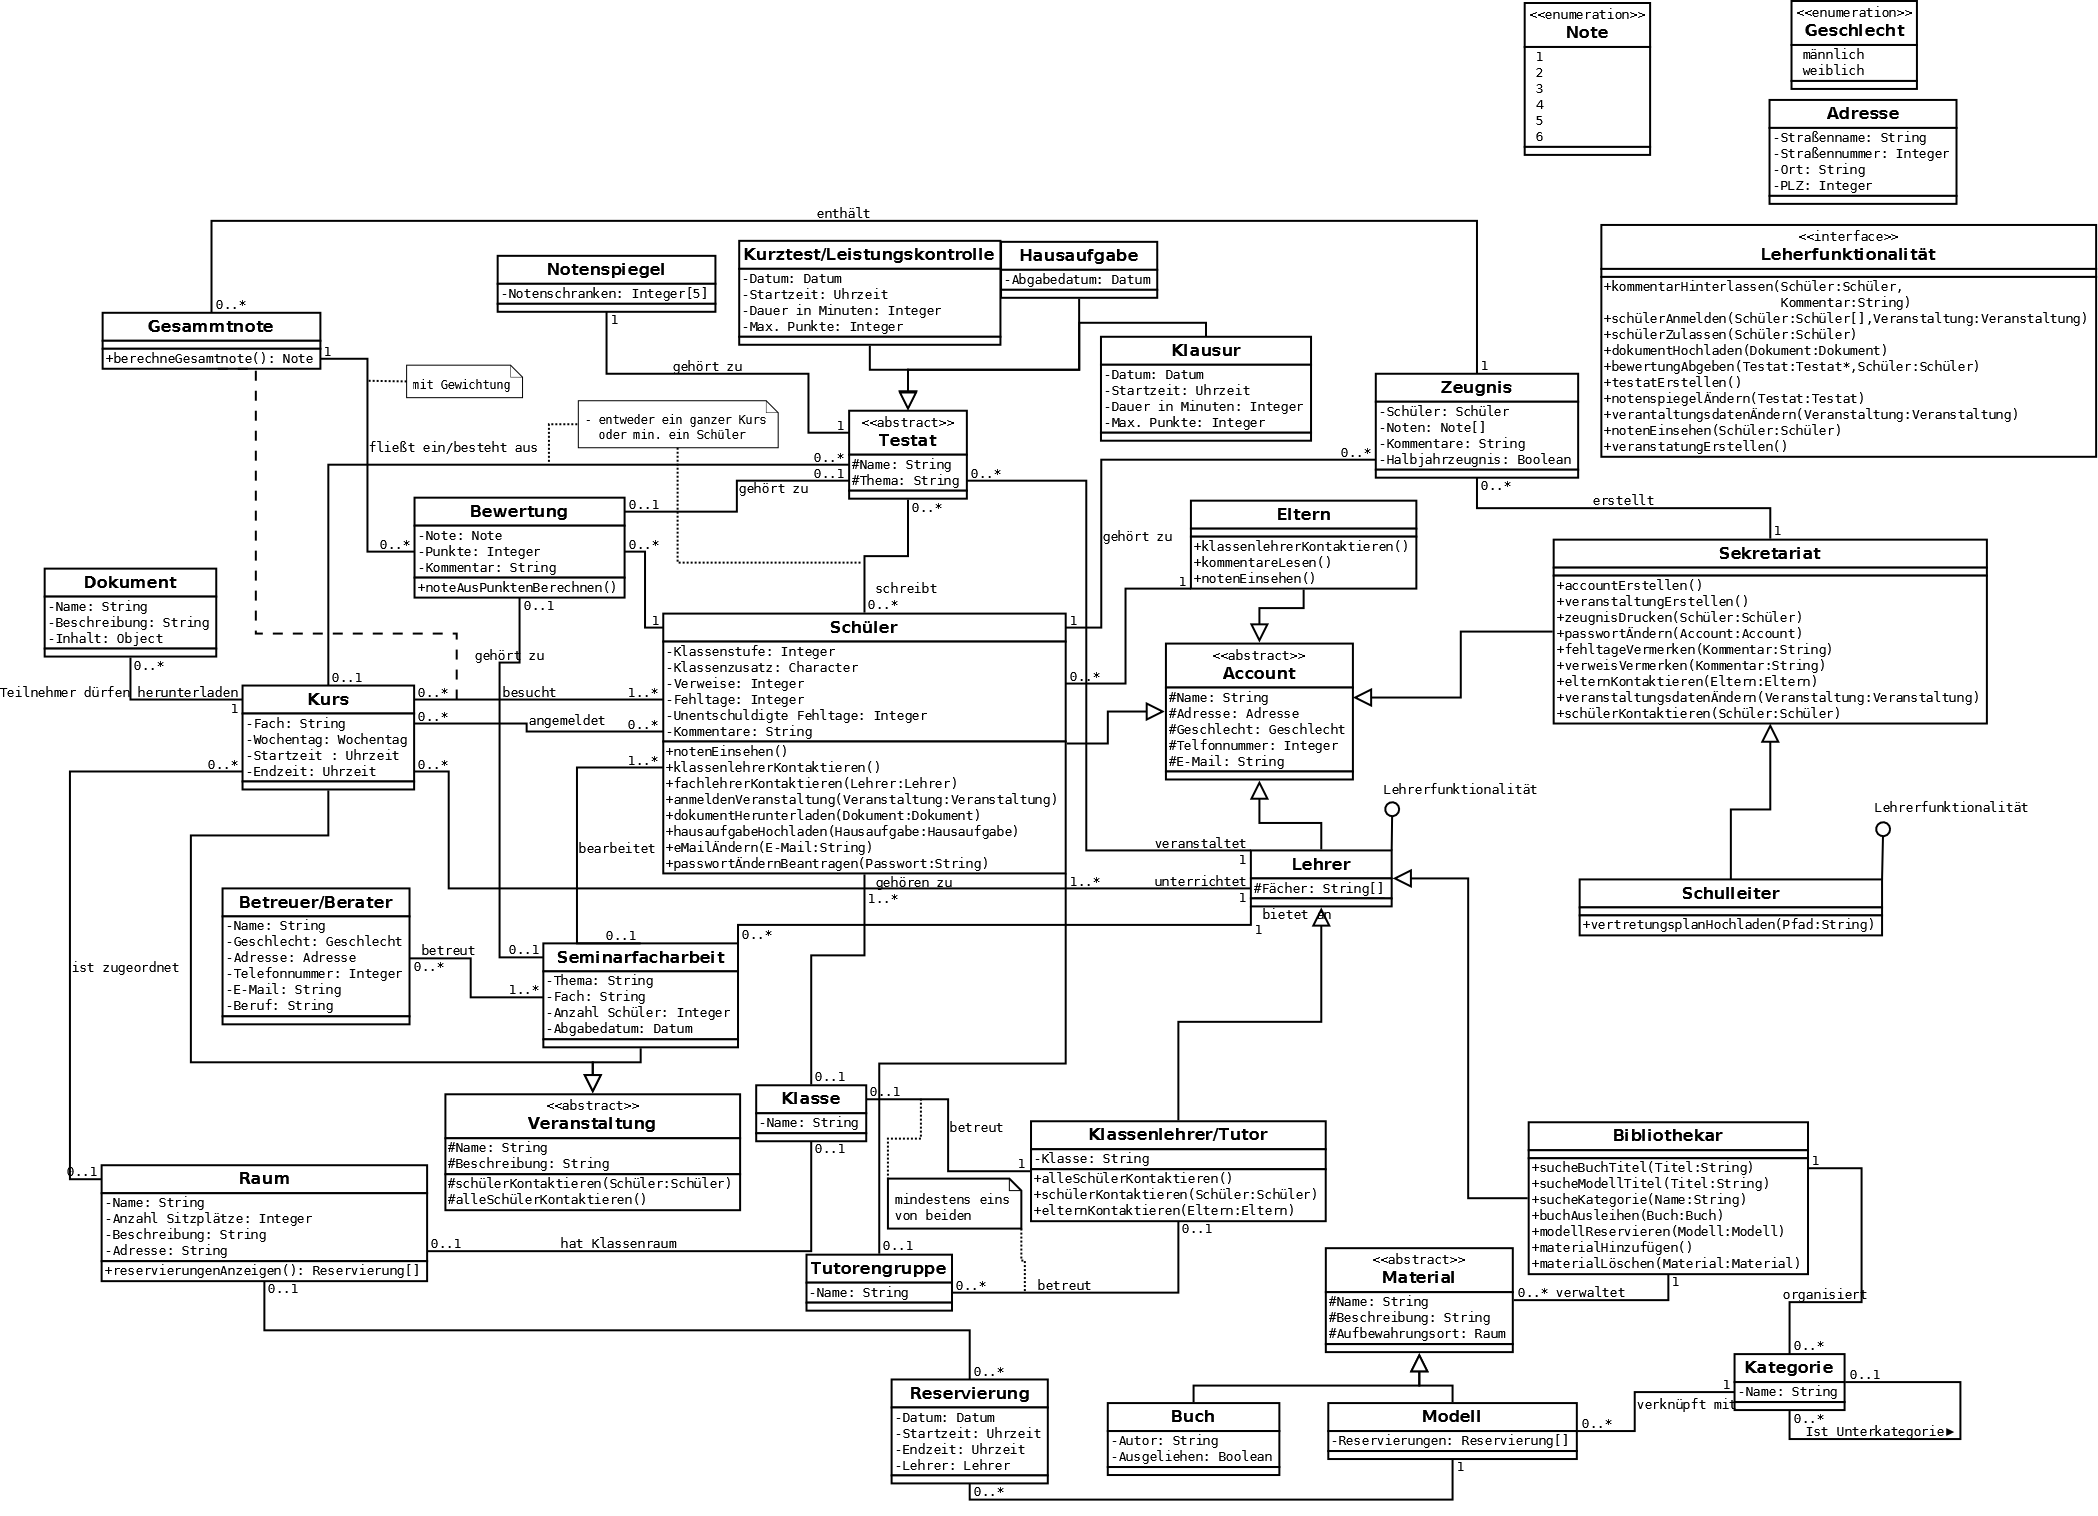 <<enumeration>>
Note
1
2
3
4
5
6
<<enumeration>>
Geschlecht
männlich
weiblich
Adresse
-Straßenname: String
-Straßennummer: Integer
-Ort: String
-PLZ: Integer
<<interface>>
Leherfunktionalität
+kommentarHinterlassen(Schüler:Schüler,
Kommentar:String)
+schülerAnmelden(Schüler:Schüler[],Veranstaltung:Veranstaltung)
+schülerZulassen(Schüler:Schüler)
+dokumentHochladen(Dokument:Dokument)
+bewertungAbgeben(Testat:Testat*,Schüler:Schüler)
+testatErstellen()
+notenspiegelÄndern(Testat:Testat)
+verantaltungsdatenÄndern(Veranstaltung:Veranstaltung)
+notenEinsehen(Schüler:Schüler)
+veranstatungErstellen()
enthält
0..*
1
Gesammtnote
+berechneGesamtnote(): Note
1
mit Gewichtung
fließt ein/besteht aus
0..*
Notenspiegel
-Notenschranken: Integer[5]
1
gehört zu
1
Kurztest/Leistungskontrolle
-Datum: Datum
-Startzeit: Uhrzeit
-Dauer in Minuten: Integer
-Max. Punkte: Integer
Hausaufgabe
-Abgabedatum: Datum
Klausur
-Datum: Datum
-Startzeit: Uhrzeit
-Dauer in Minuten: Integer
-Max. Punkte: Integer
Zeugnis
-Schüler: Schüler
-Noten: Note[]
-Kommentare: String
-Halbjahrzeugnis: Boolean
0..*
0..*
erstellt
1
- entweder ein ganzer Kurs
oder min. ein Schüler
<<abstract>>
Testat
#Name: String
#Thema: String
0..*
0..1
0..*
0..*
gehört zu
0..1
Bewertung
-Note: Note
-Punkte: Integer
-Kommentar: String
+noteAusPunktenBerechnen()
0..*
0..1
gehört zu
schreibt
0..*
1
1
gehört zu
Eltern
+klassenlehrerKontaktieren()
+kommentareLesen()
+notenEinsehen()
1
0..*
Sekretariat
+accountErstellen()
+veranstaltungErstellen()
+zeugnisDrucken(Schüler:Schüler)
+passwortÄndern(Account:Account)
+fehltageVermerken(Kommentar:String)
+verweisVermerken(Kommentar:String)
+elternKontaktieren(Eltern:Eltern)
+veranstaltungsdatenÄndern(Veranstaltung:Veranstaltung)
+schülerKontaktieren(Schüler:Schüler)
Dokument
-Name: String
-Beschreibung: String
-Inhalt: Object
0..*
Teilnehmer dürfen herunterladen
1
0..1
Kurs
-Fach: String
-Wochentag: Wochentag
-Startzeit : Uhrzeit
-Endzeit: Uhrzeit
0..*
besucht
1..*
0..*
angemeldet
0..*
0..*
0..*
Schüler
-Klassenstufe: Integer
-Klassenzusatz: Character
-Verweise: Integer
-Fehltage: Integer
-Unentschuldigte Fehltage: Integer
-Kommentare: String
+notenEinsehen()
+klassenlehrerKontaktieren()
+fachlehrerKontaktieren(Lehrer:Lehrer)
+anmeldenVeranstaltung(Veranstaltung:Veranstaltung)
+dokumentHerunterladen(Dokument:Dokument)
+hausaufgabeHochladen(Hausaufgabe:Hausaufgabe)
+eMailÄndern(E-Mail:String)
+passwortÄndernBeantragen(Passwort:String)
1..*
bearbeitet
0..1
<<abstract>>
Account
#Name: String
#Adresse: Adresse
#Geschlecht: Geschlecht
#Telfonnummer: Integer
#E-Mail: String
Lehrerfunktionalität
Lehrerfunktionalität
veranstaltet
1
Lehrer
#Fächer: String[]
unterrichtet
1
bietet an
1
0..*
gehören zu
1..*
1..*
Schulleiter
+vertretungsplanHochladen(Pfad:String)
Betreuer/Berater
-Name: String
-Geschlecht: Geschlecht
-Adresse: Adresse
-Telefonnummer: Integer
-E-Mail: String
-Beruf: String
betreut
0..*
1..*
0..1
Seminarfacharbeit
-Thema: String
-Fach: String
-Anzahl Schüler: Integer
-Abgabedatum: Datum
ist zugeordnet
0..1
<<abstract>>
Veranstaltung
#Name: String
#Beschreibung: String
#schülerKontaktieren(Schüler:Schüler)
#alleSchülerKontaktieren()
0..1
Klasse
-Name: String
0..1
0..1
betreut
1
mindestens eins
von beiden
Klassenlehrer/Tutor
-Klasse: String
+alleSchülerKontaktieren()
+schülerKontaktieren(Schüler:Schüler)
+elternKontaktieren(Eltern:Eltern)
0..1
Bibliothekar
+sucheBuchTitel(Titel:String)
+sucheModellTitel(Titel:String)
+sucheKategorie(Name:String)
+buchAusleihen(Buch:Buch)
+modellReservieren(Modell:Modell)
+materialHinzufügen()
+materialLöschen(Material:Material)
1
1
Raum
-Name: String
-Anzahl Sitzplätze: Integer
-Beschreibung: String
-Adresse: String
+reservierungenAnzeigen(): Reservierung[]
0..1
hat Klassenraum
0..1
0..1
Tutorengruppe
-Name: String
0..*
betreut
<<abstract>>
Material
#Name: String
#Beschreibung: String
#Aufbewahrungsort: Raum
0..* verwaltet
organisiert
0..*
Kategorie
-Name: String
0..1
0..*
Ist Unterkategorie
1
verknüpft mit
0..*
0..*
Reservierung
-Datum: Datum
-Startzeit: Uhrzeit
-Endzeit: Uhrzeit
-Lehrer: Lehrer
0..*
Buch
-Autor: String
-Ausgeliehen: Boolean
Modell
-Reservierungen: Reservierung[]
1